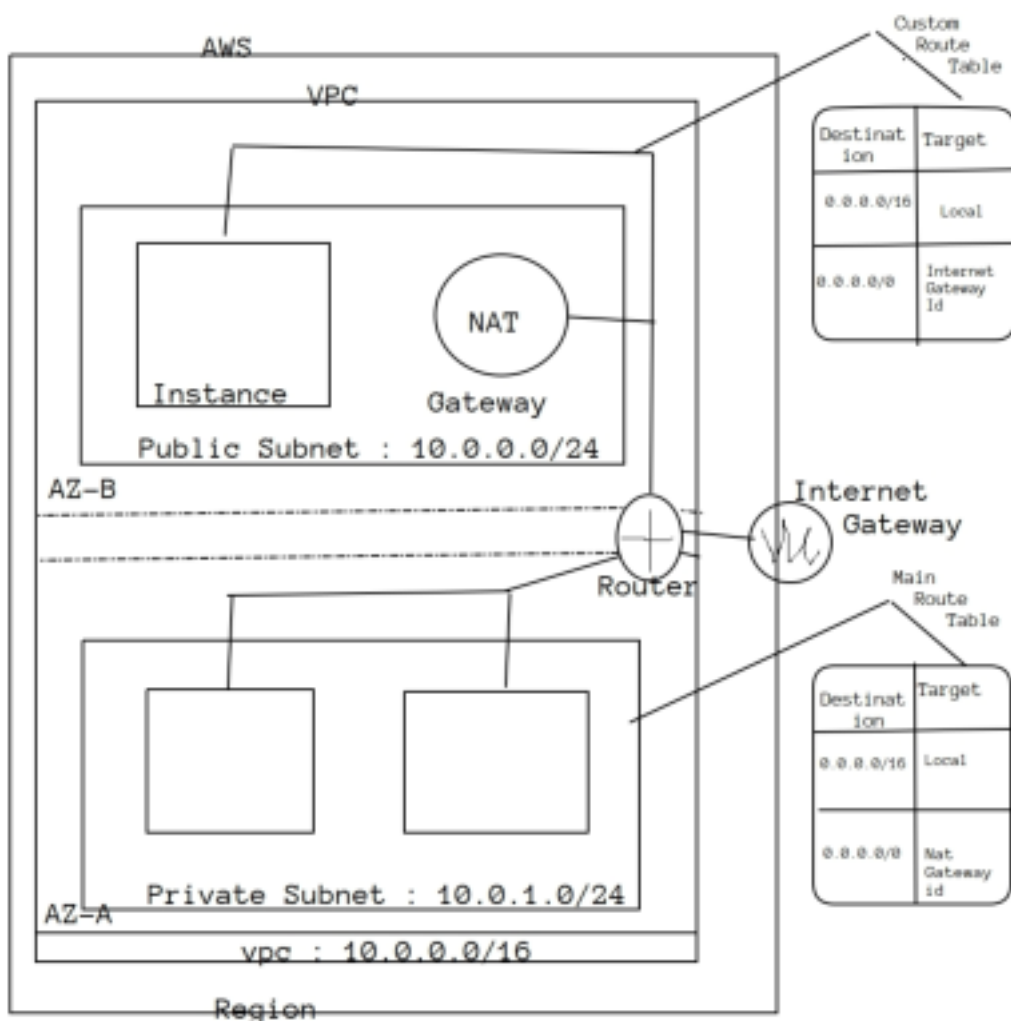 AWS
VPC
Custom
Route
Table
Destinat
ion
Target
0.0.0.0/16
Local
0.0.0.0/0
Internet
Gateway
Id
NAT
Instance
Gateway
Public Subnet : 10.0.0.0/24
AZ-B
Internet
Gateway
Router
Main
Route
Table
Destinat
ion
Target
0.0.0.0/16
Local
0.0.0.0/0
Nat
Gateway
id
Private Subnet : 10.0.1.0/24
AZ-A
vpc : 10.0.0.0/16
Region